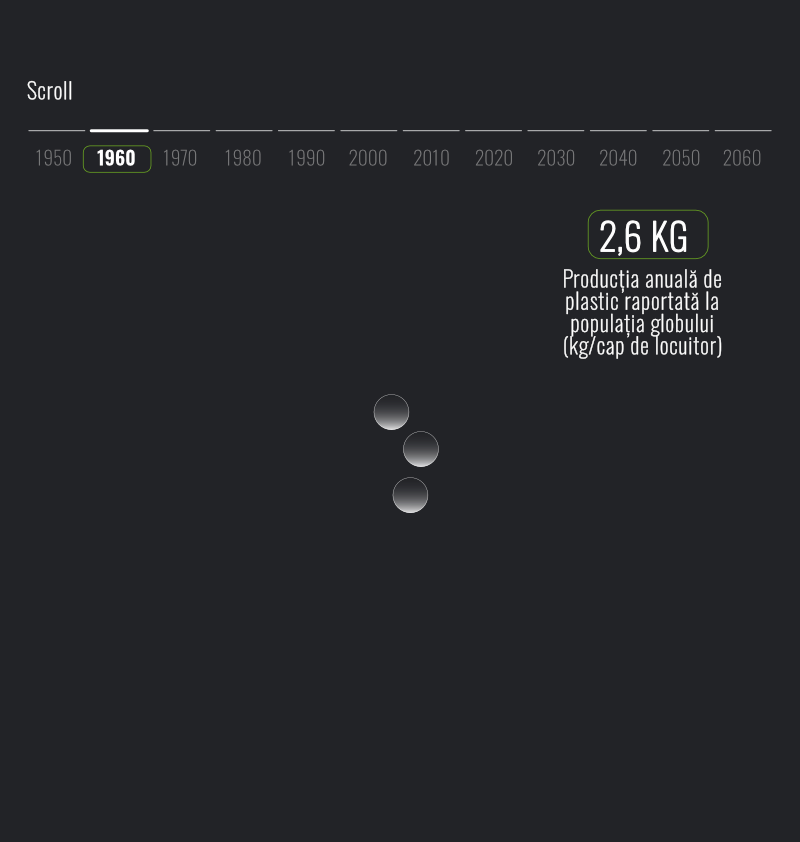 Scroll
1950 1960 1970 1980 1990 2000 2010 2020 2030 2040 2050 2060
2,6 KG
Producția anuală de
plastic raportată la
populația globului
(kg/cap de locuitor)